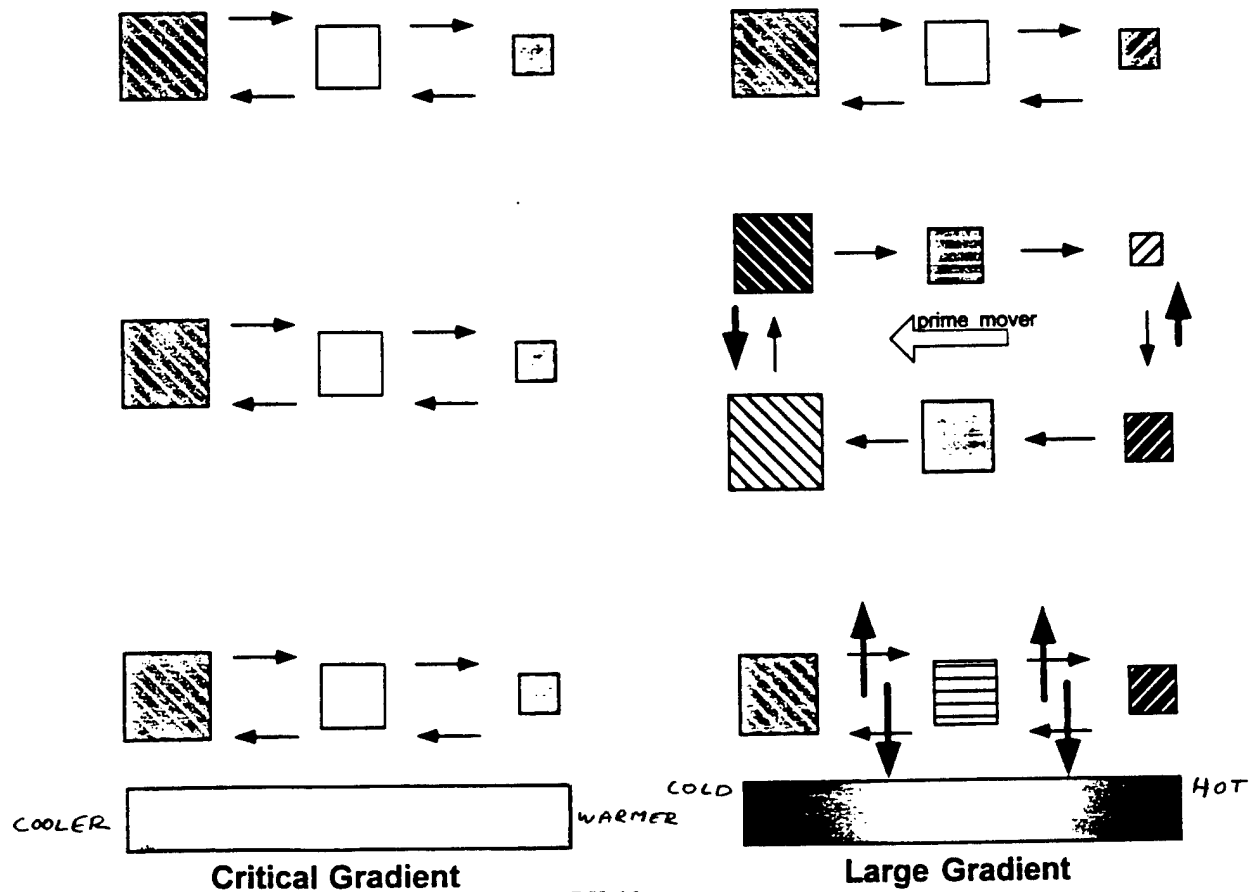 prime mover
COLD
HOT
COOLER
WARMER
Critical Gradient
Large Gradient